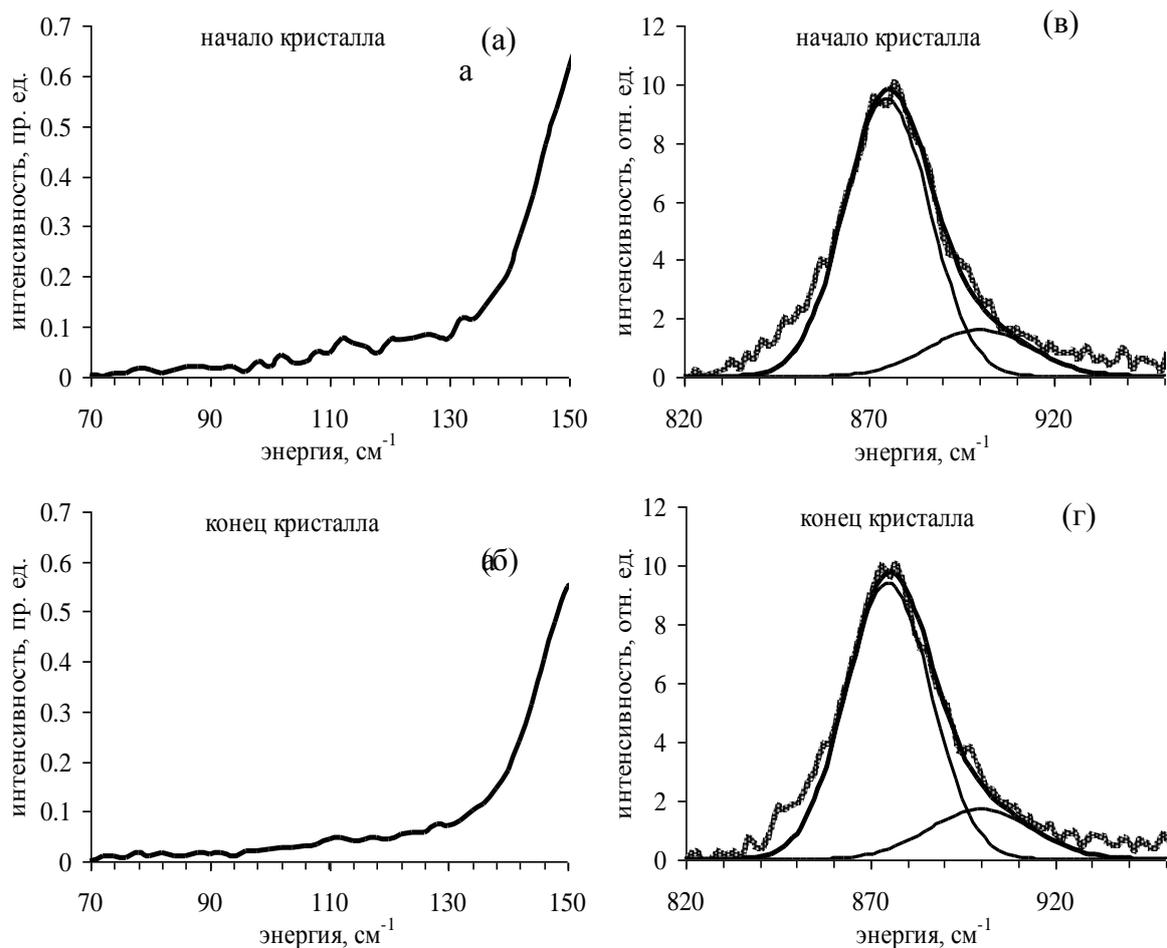 начало кристалла
(а)
а
интенсивность, пр. ед.
0.7
0.6
0.5
0.4
0.3
0.2
0.1
0
70 90 110 130 150
энергия, см⁻¹
начало кристалла
(в)
интенсивность, отн. ед.
12
10
8
6
4
2
0
820 870 920
энергия, см⁻¹
конец кристалла
(б)
интенсивность, пр. ед.
0.7
0.6
0.5
0.4
0.3
0.2
0.1
0
70 90 110 130 150
энергия, см⁻¹
конец кристалла
(г)
интенсивность, отн. ед.
12
10
8
6
4
2
0
820 870 920
энергия, см⁻¹